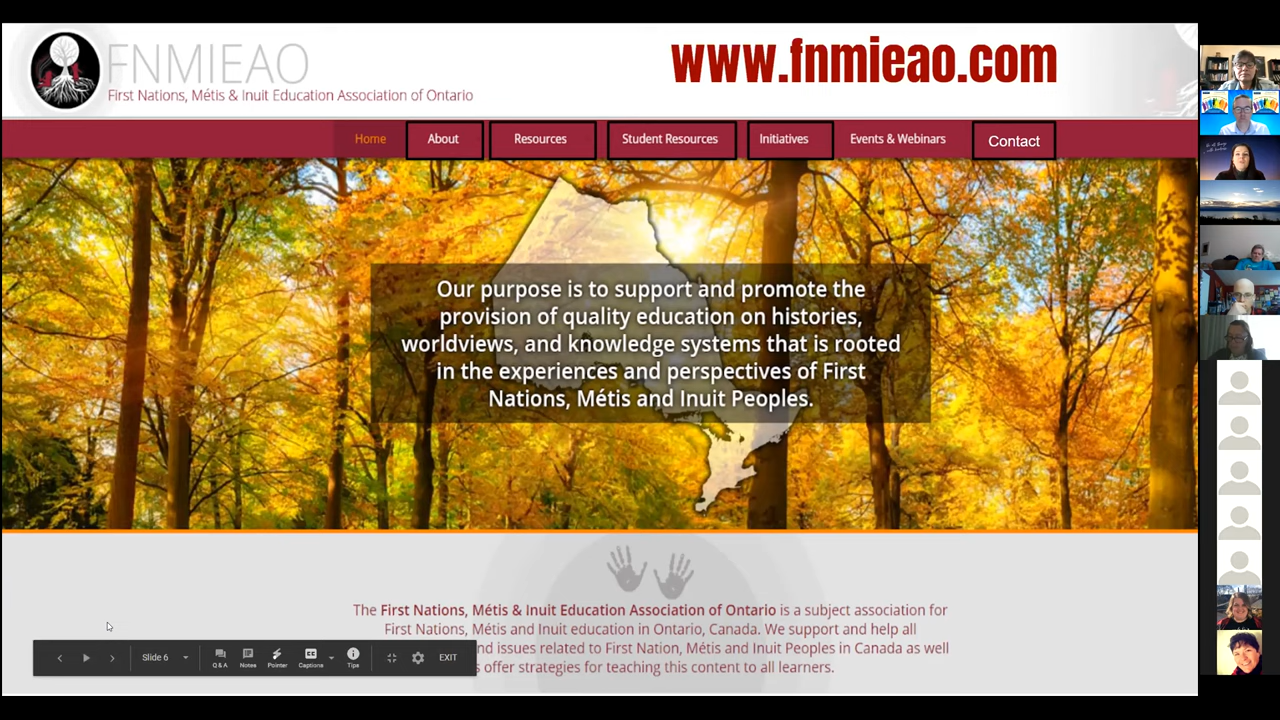 FNMIEAO
First Nations, Métis & Inuit Education Association of Ontario
www.fnmieao.com
Home About Resources Student Resources Initiatives Events & Webinars Contact
Our purpose is to support and promote the
provision of quality education on histories,
worldviews, and knowledge systems that is rooted
in the experiences and perspectives of First
Nations, Métis and Inuit Peoples.
The First Nations, Métis & Inuit Education Association of Ontario is a subject association for
First Nations, Métis and Inuit education in Ontario, Canada. We support and help all
nd issues related to First Nation, Métis and Inuit Peoples in Canada as well
s offer strategies for teaching this content to all learners.
Slide 6 Q & A Notes Pointer Captions Tips EXIT